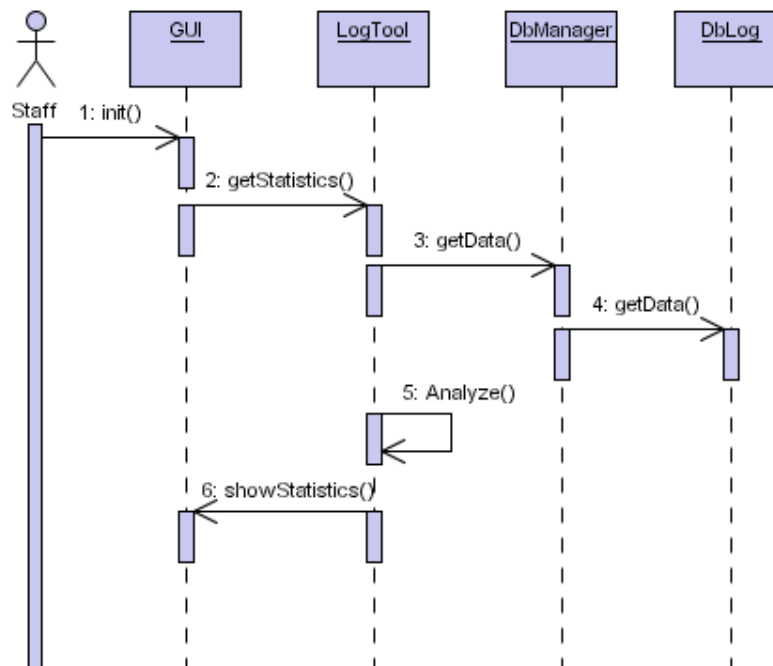 GUI
LogTool
DbManager
DbLog
Staff
1: init()
2: getStatistics()
3: getData()
4: getData()
5: Analyze()
6: showStatistics()